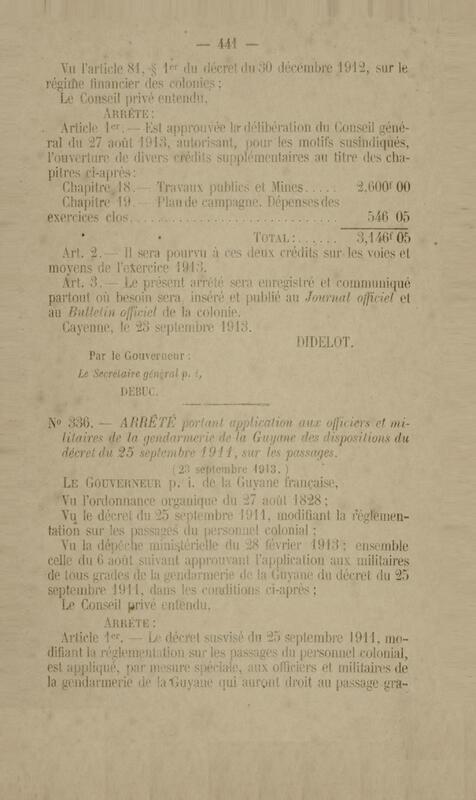 — 441 —
Vu l'article 81, § 1er du décret du 30 décembre 1912, sur le
régime financier des colonies ;
Le Conseil privé entendu,
ARRÊTE :
Article 1er. — Est approuvée la délibération du Conseil géné-
ral du 27 août 1913, autorisant, pour les motifs susindiqués,
l'ouverture de divers crédits supplémentaires au titre des cha-
pitres ci-après :
Chapitre 18. — Travaux publics et Mines..... 2.600f 00
Chapitre 19. — Plan de campagne. Dépenses des
exercices clos............ 546 05
TOTAL :...... 3,146f 05
Art. 2. — Il sera pourvu à ces deux crédits sur les voies et
moyens de l'exercice 1913.
Art. 3. — Le présent arrêté sera enregistré et communiqué
partout où besoin sera, inséré et publié au Journal officiel et
au Bulletin officiel de la colonie.
Cayenne, le 23 septembre 1913.
DIDELOT.
Par le Gouverneur :
Le Secrétaire général p. i,
DEBUC.
No 336. — ARRÊTÉ portant application aux officiers et mi-
litaires de la gendarmerie de la Guyane des dispositions du
décret du 25 septembre 1911, sur les passages.
( 23 septembre 1913. )
LE GOUVERNEUR p. i. de la Guyane française,
Vu l'ordonnance organique du 27 août 1828 ;
Vu le décret du 25 septembre 1911, modifiant la réglemen-
tation sur les passages du personnel colonial ;
Vu la dépêche ministérielle du 28 février 1913 ; ensemble
celle du 6 août suivant approuvant l'application aux militaires
de tous grades de la gendarmerie de la Guyane du décret du 25
septembre 1911, dans les conditions ci-après ;
Le Conseil privé entendu,
ARRÊTE :
Article 1er. — Le décret susvisé du 25 septembre 1911, mo-
difiant la réglementation sur les passages du personnel colonial,
est appliqué, par mesure spéciale, aux officiers et militaires de
la gendarmerie de la Guyane qui auront droit au passage gra-